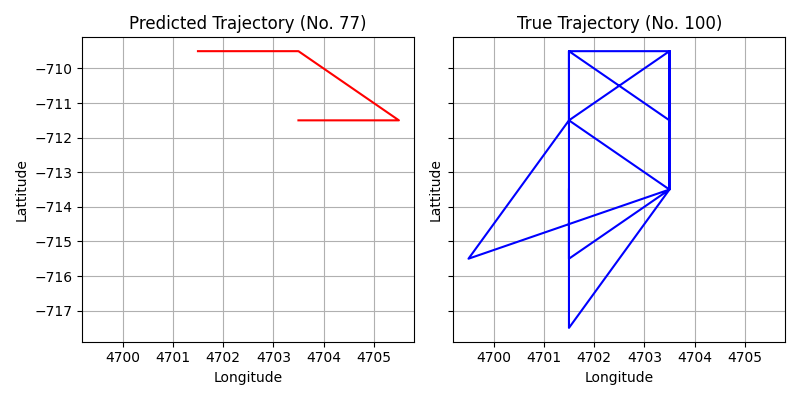 Predicted Trajectory (No. 77)
True Trajectory (No. 100)
Lattitude
−710
−711
−712
−713
−714
−715
−716
−717
4700 4701 4702 4703 4704 4705
Longitude
Lattitude
4700 4701 4702 4703 4704 4705
Longitude